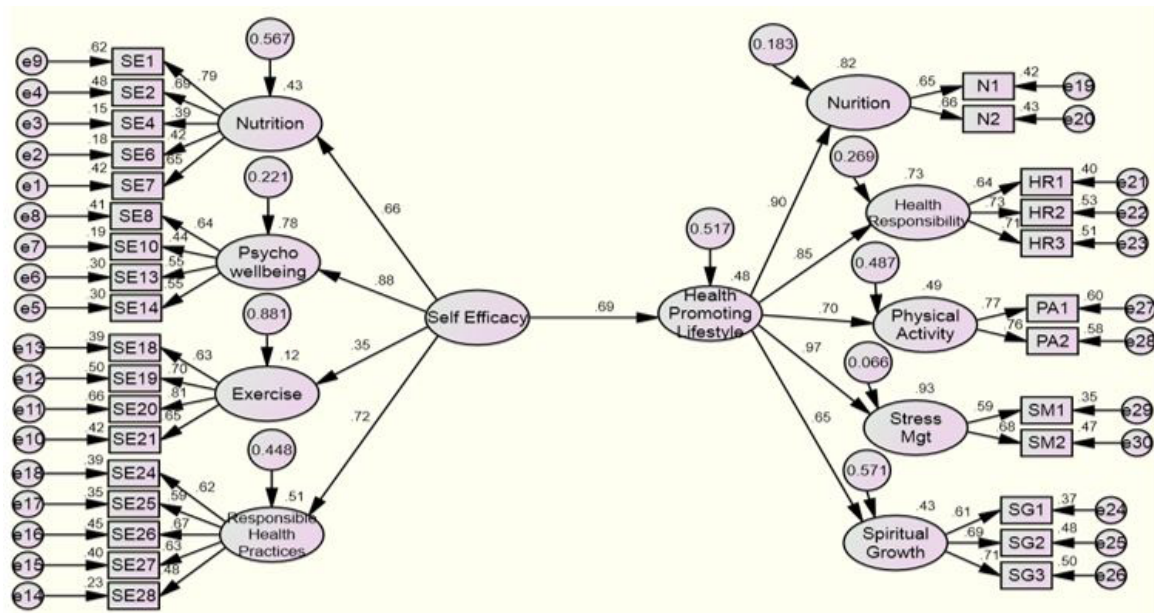 0.567
.62
e9
SE1
.79
.48
e4
SE2
.69
.43
.15
e3
SE4
.39
Nutrition
.18
e2
SE6
.42
.42
e1
SE7
.65
0.221
.41
e8
SE8
.64
.78
.66
.19
e7
SE10
.44
Psycho
wellbeing
.30
e6
SE13
.55
.30
e5
SE14
.55
.88
0.881
Self Efficacy
.69
.39
e13
SE18
.63
.12
.35
.50
e12
SE19
.70
Exercise
.66
e11
SE20
.81
.42
e10
SE21
.65
.72
0.448
.39
e18
SE24
.62
.51
.35
e17
SE25
.59
Responsible
Health
Practices
.45
e16
SE26
.67
.40
e15
SE27
.63
.23
e14
SE28
.48
0.517
.48
Health
Promoting
Lifestyle
0.183
.82
Nurition
.90
.65
N1
.42
e19
.66
N2
.43
e20
0.269
.73
Health
Responsibility
.85
.64
HR1
.40
e21
.73
HR2
.53
e22
.71
HR3
.51
e23
0.487
.49
Physical
Activity
.70
.77
PA1
.60
e27
.76
PA2
.58
e28
0.066
.93
Stress
Mgt
.97
.59
SM1
.35
e29
.68
SM2
.47
e30
0.571
.43
Spiritual
Growth
.65
.61
SG1
.37
e24
.69
SG2
.48
e25
.71
SG3
.50
e26